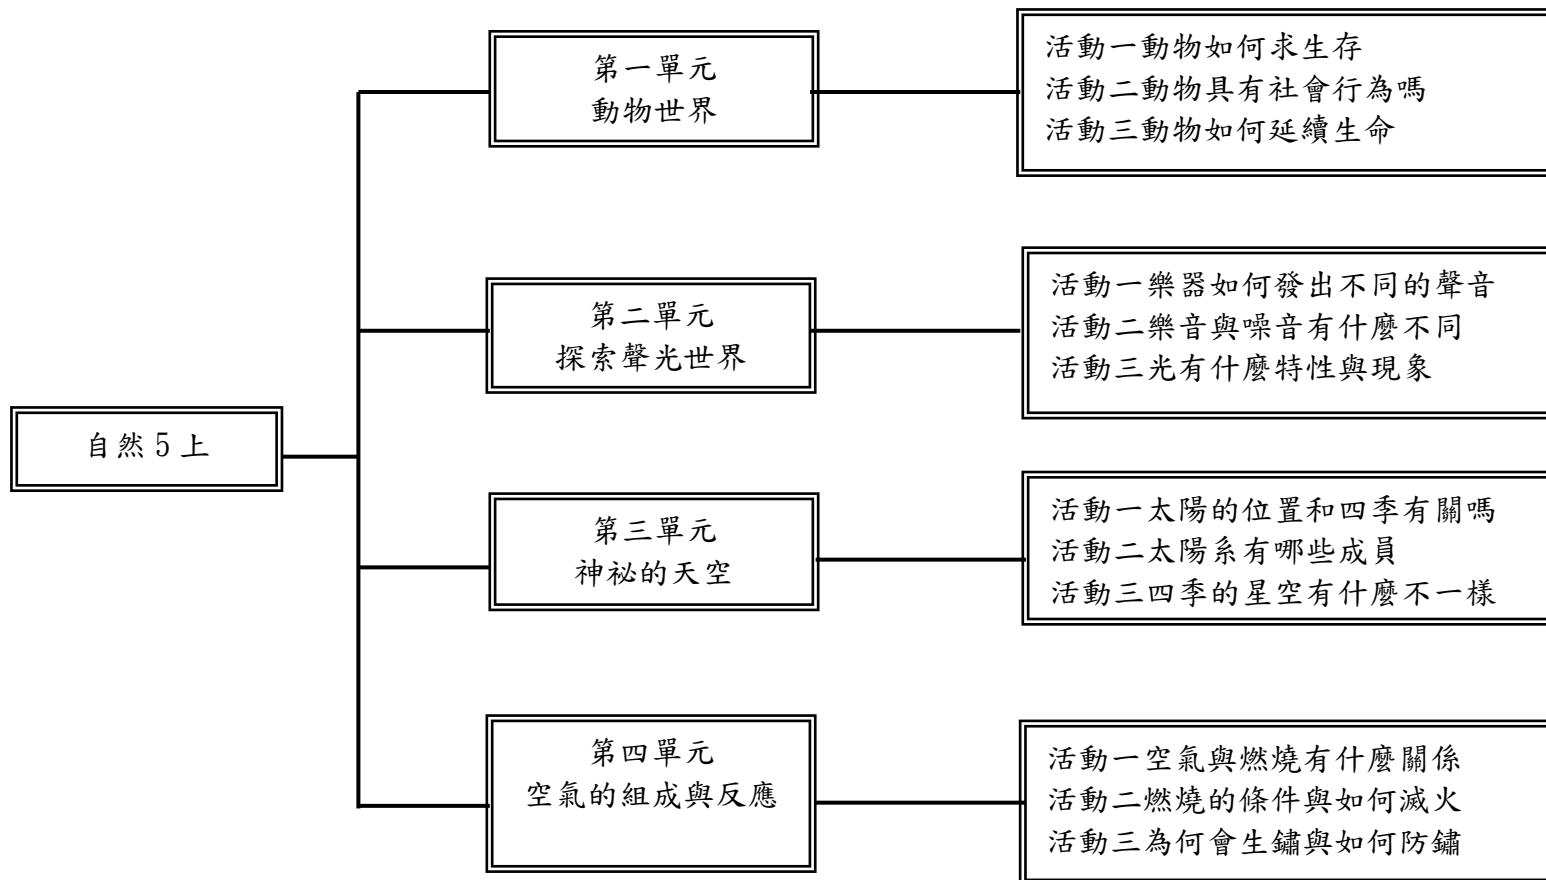 第一單元
動物世界
活動一動物如何求生存
活動二動物具有社會行為嗎
活動三動物如何延續生命
第二單元
探索聲光世界
活動一樂器如何發出不同的聲音
活動二樂音與噪音有什麼不同
活動三光有什麼特性與現象
自然5上
第三單元
神祕的天空
活動一太陽的位置和四季有關嗎
活動二太陽系有哪些成員
活動三四季的星空有什麼不一樣
第四單元
空氣的組成與反應
活動一空氣與燃燒有什麼關係
活動二燃燒的條件與如何滅火
活動三為何會生鏽與如何防鏽